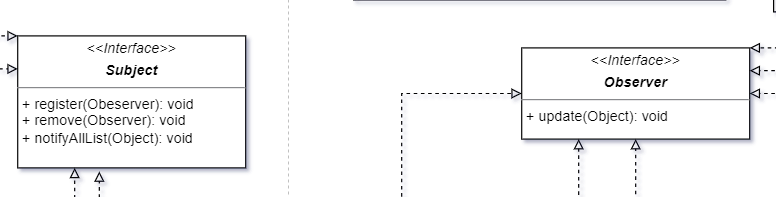 <<Interface>>
Subject
+ register(Obeserver): void
+ remove(Observer): void
+ notifyAllList(Object): void
<<Interface>>
Observer
+ update(Object): void